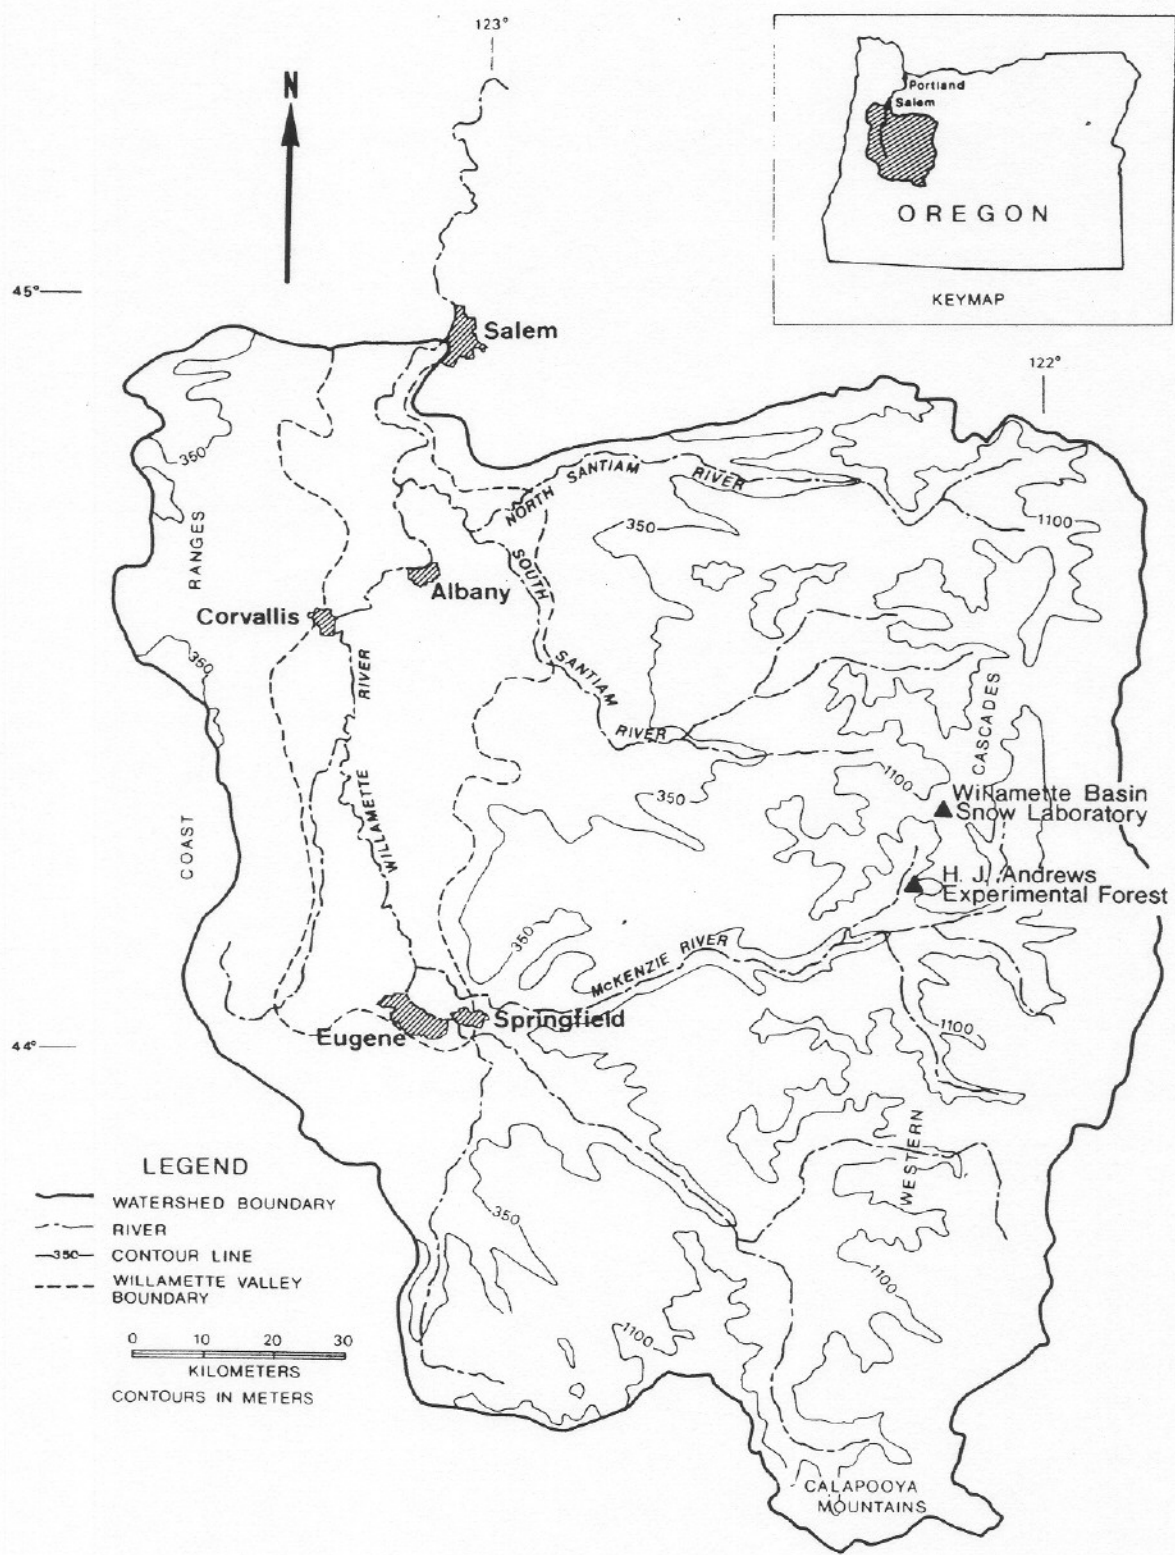 123°
N
Portland
Salem
OREGON
KEYMAP
45°
Salem
122°
350
RANGES
NORTH SANTIAM RIVER
350
1100
SOUTH SANTIAM RIVER
Albany
Corvallis
350
WILLAMETTE RIVER
CASCADES
1100
350
Willamette Basin
Snow Laboratory
COAST
H. J. Andrews
Experimental Forest
350
McKENZIE RIVER
Springfield
Eugene
1100
44°
WESTERN
LEGEND
WATERSHED BOUNDARY
RIVER
350 CONTOUR LINE
WILLAMETTE VALLEY
BOUNDARY
350
1100
1100
0 10 20 30
KILOMETERS
CONTOURS IN METERS
CALAPOOYA
MOUNTAINS